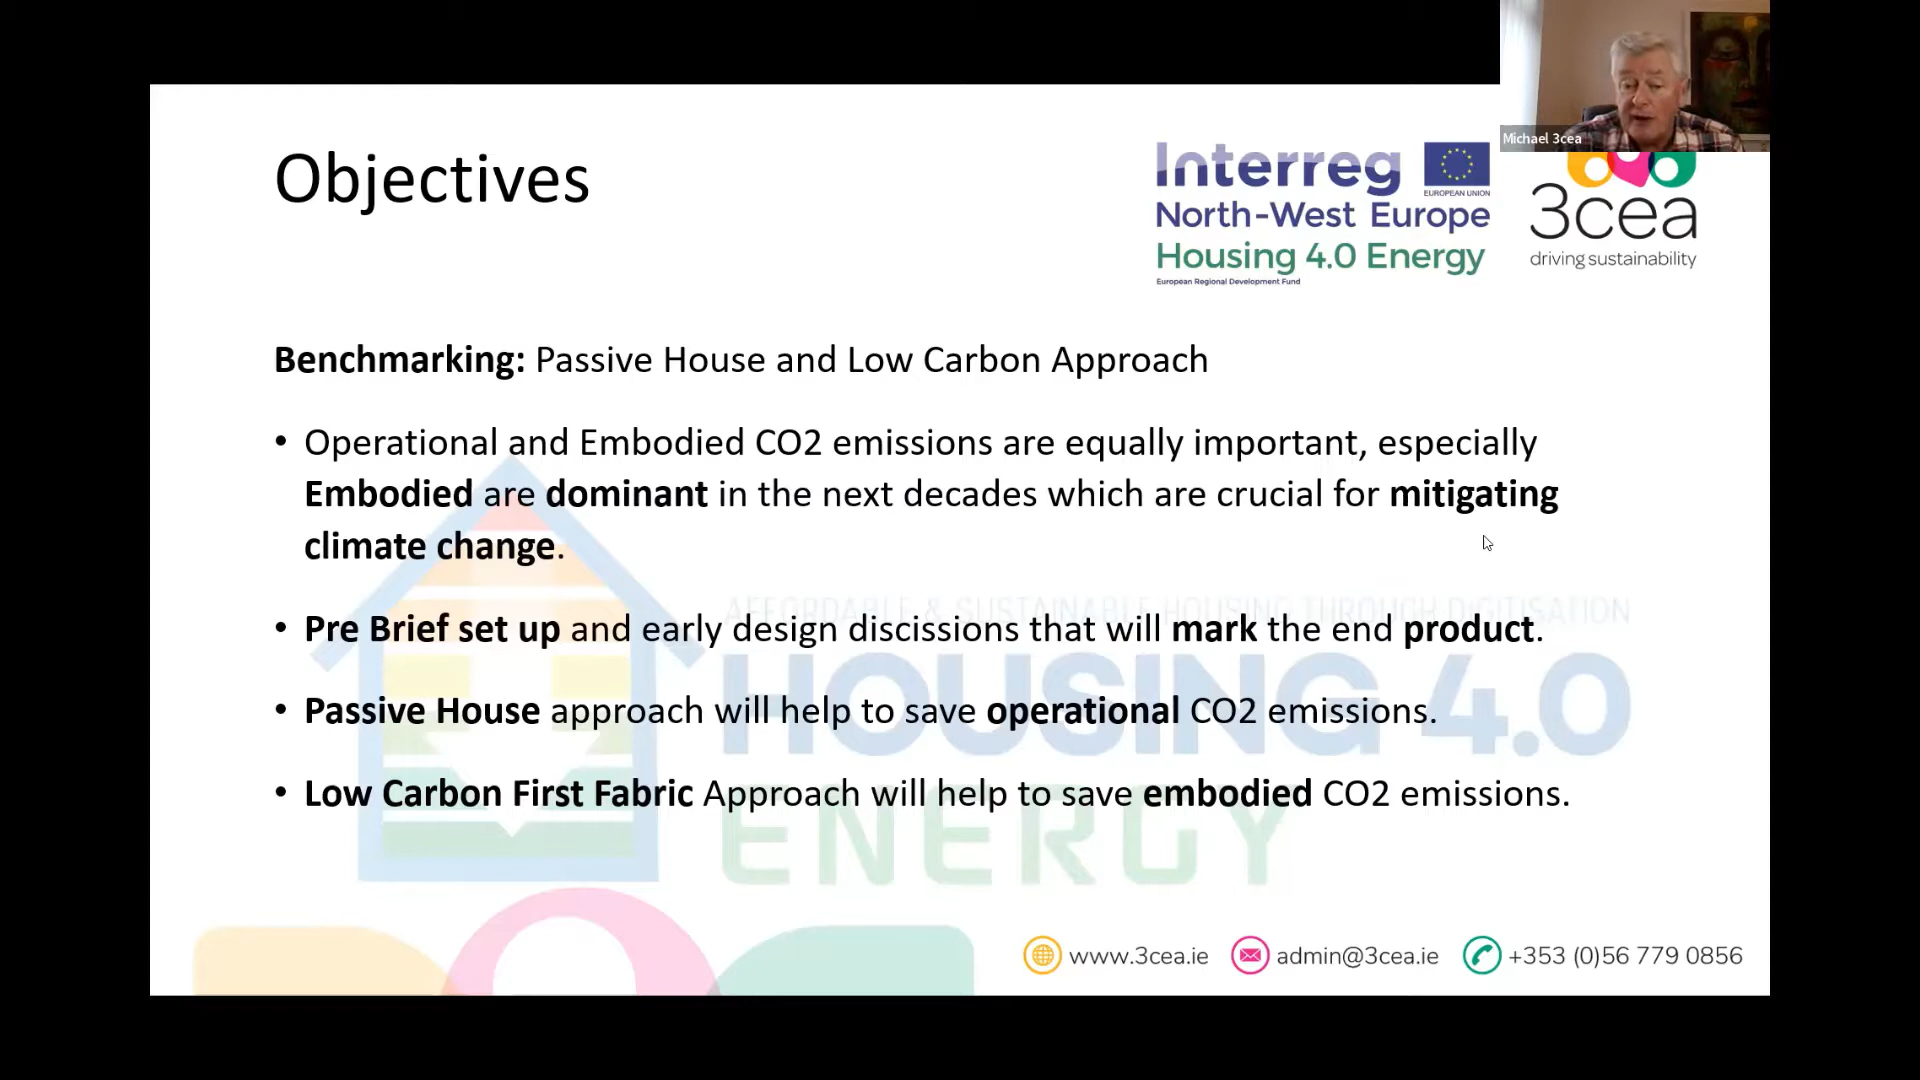 Michael 3cea
Objectives
Interreg
EUROPEAN UNION
North-West Europe
Housing 4.0 Energy
European Regional Development Fund
3cea
driving sustainability
Benchmarking: Passive House and Low Carbon Approach
• Operational and Embodied CO2 emissions are equally important, especially
Embodied are dominant in the next decades which are crucial for mitigating
climate change.
AFFORDABLE & SUSTAINABLE HOUSING THROUGH DIGITISATION
• Pre Brief set up and early design discissions that will mark the end product.
HOUSING 4.0
• Passive House approach will help to save operational CO2 emissions.
• Low Carbon First Fabric Approach will help to save embodied CO2 emissions.
ENERGY
www.3cea.ie admin@3cea.ie +353 (0)56 779 0856